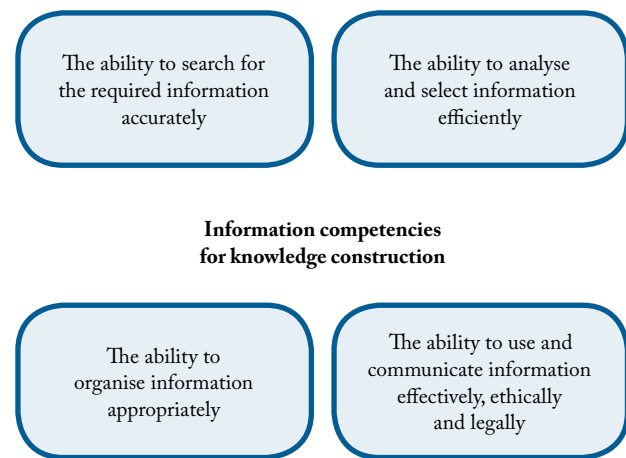 The ability to search for
the required information
accurately
The ability to analyse
and select information
efficiently
Information competencies
for knowledge construction
The ability to
organise information
appropriately
The ability to use and
communicate information
effectively, ethically
and legally